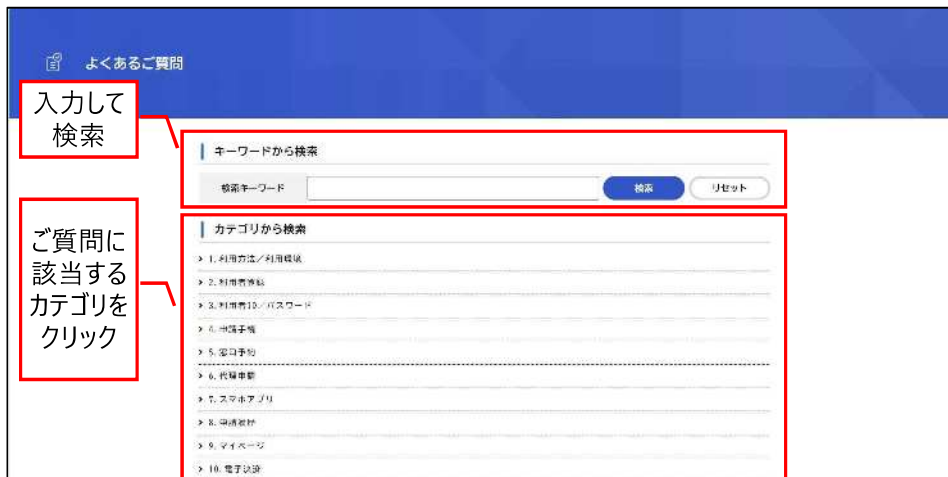 よくあるご質問
入力して
検索
キーワードから検索
検索キーワード
検索
リセット
ご質問に
該当する
カテゴリを
クリック
カテゴリから検索
1. 利用方法／利用環境
2. 利用者登録
3. 利用者ID／パスワード
4. 申請手続
5. 窓口予約
6. 代理申請
7. スマホアプリ
8. 申請履歴
9. マイページ
10. 電子決済